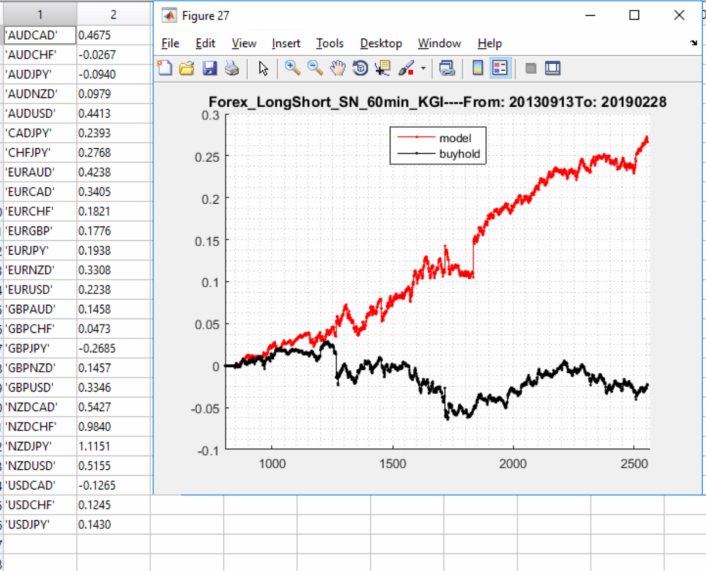 1 2
'AUDCAD' 0.4675
'AUDCHF' -0.0267
'AUDJPY' -0.0940
'AUDNZD' 0.0979
'AUDUSD' 0.4413
'CADJPY' 0.2393
'CHFJPY' 0.2768
'EURAUD' 0.4238
'EURCAD' 0.3405
'EURCHF' 0.1821
'EURGBP' 0.1776
'EURJPY' 0.1938
'EURNZD' 0.3308
'EURUSD' 0.2238
'GBPAUD' 0.1458
'GBPCHF' 0.0473
'GBPJPY' -0.2685
'GBPNZD' 0.1457
'GBPUSD' 0.3346
'NZDCAD' 0.5427
'NZDCHF' 0.9840
'NZDJPY' 1.1151
'NZDUSD' 0.5155
'USDCAD' -0.1265
'USDCHF' 0.1245
'USDJPY' 0.1430
Figure 27
File Edit View Insert Tools Desktop Window Help
Forex_LongShort_SN_60min_KGI----From: 20130913To: 20190228
model
buyhold
0.3
0.25
0.2
0.15
0.1
0.05
0
-0.05
-0.1
1000 1500 2000 2500